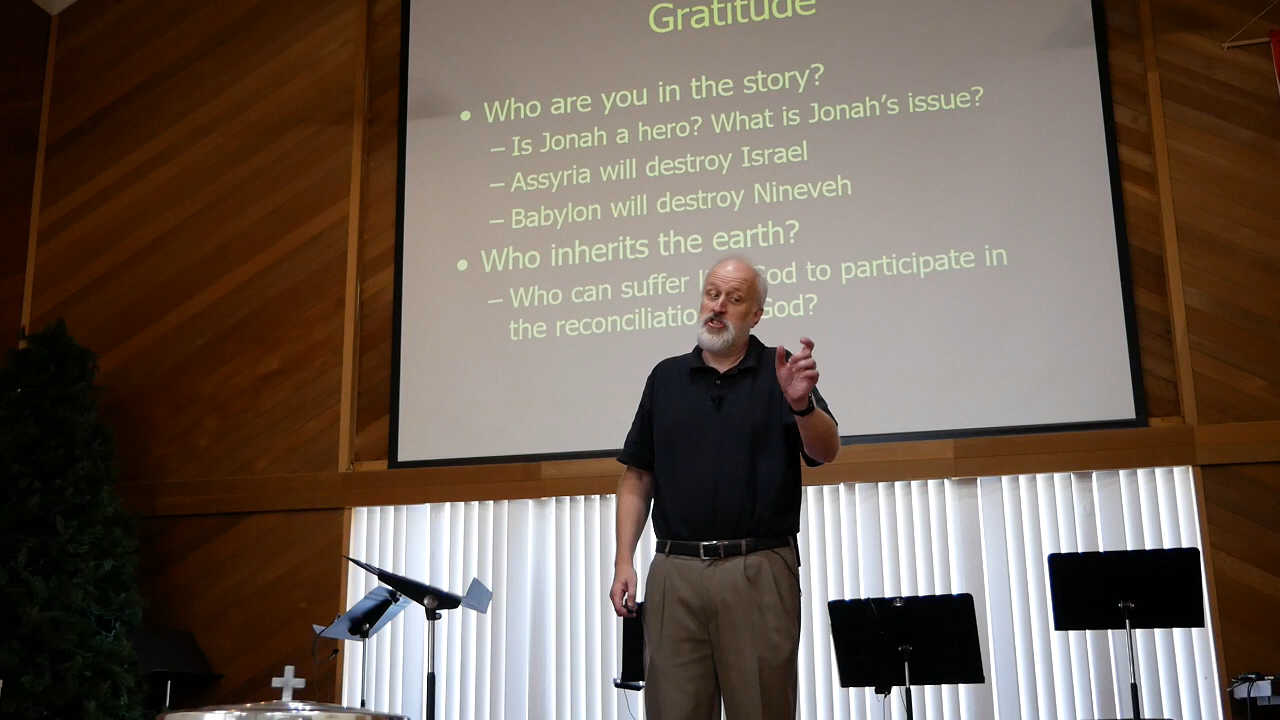 Gratitude
• Who are you in the story?
– Is Jonah a hero? What is Jonah's issue?
– Assyria will destroy Israel
– Babylon will destroy Nineveh
• Who inherits the earth?
– Who can suffer God to participate in
the reconciliation God?